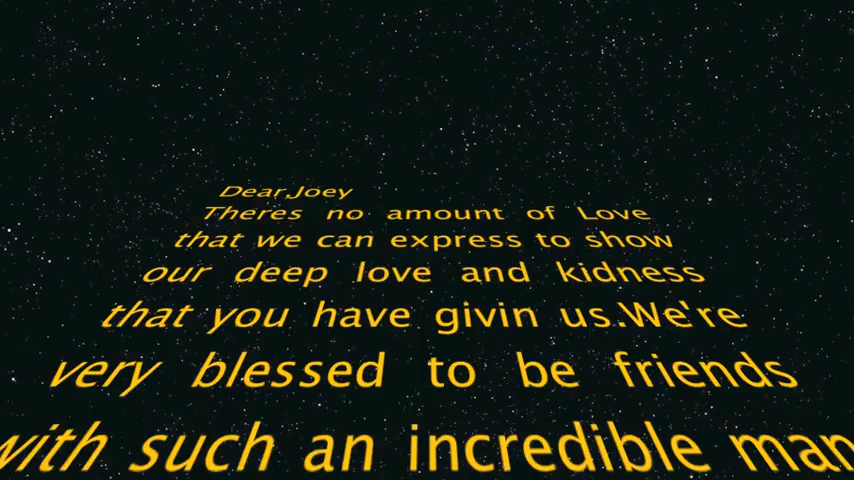 Dear,Joey
Theres no amount of Love
that we can express to show
our deep love and kidness
that you have givin us.We're
very blessed to be friends
with such an incredible man